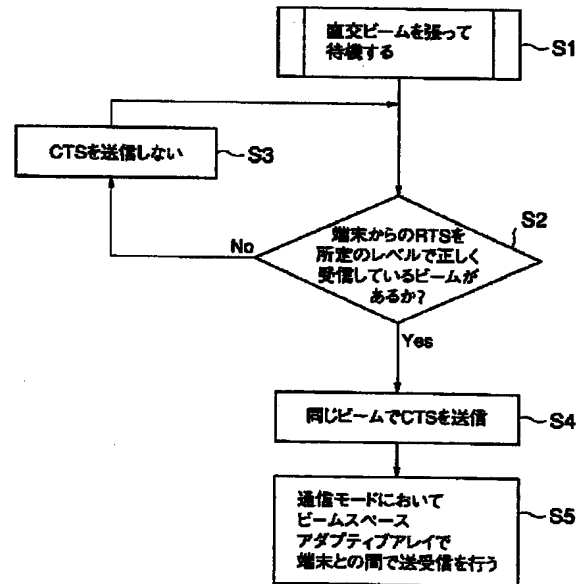 直交ビームを張って
待機する
S1
CTSを送信しない
S3
端末からのRTSを
所定のレベルで正しく
受信しているビームが
あるか?
S2
No
Yes
同じビームでCTSを送信
S4
通信モードにおいて
ビームスペース
アダプティブアレイで
端末との間で送受信を行う
S5